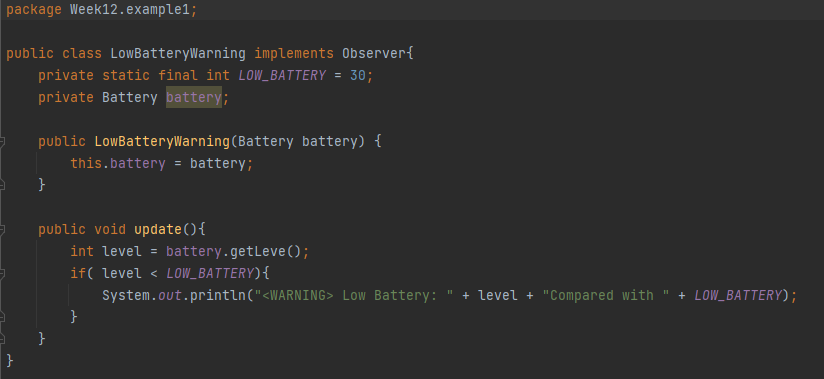 package Week12.example1;
public class LowBatteryWarning implements Observer{
private static final int LOW_BATTERY = 30;
private Battery battery;
public LowBatteryWarning(Battery battery) {
this.battery = battery;
}
public void update(){
int level = battery.getLeve();
if( level < LOW_BATTERY){
System.out.println("<WARNING> Low Battery: " + level + "Compared with " + LOW_BATTERY);
}
}
}